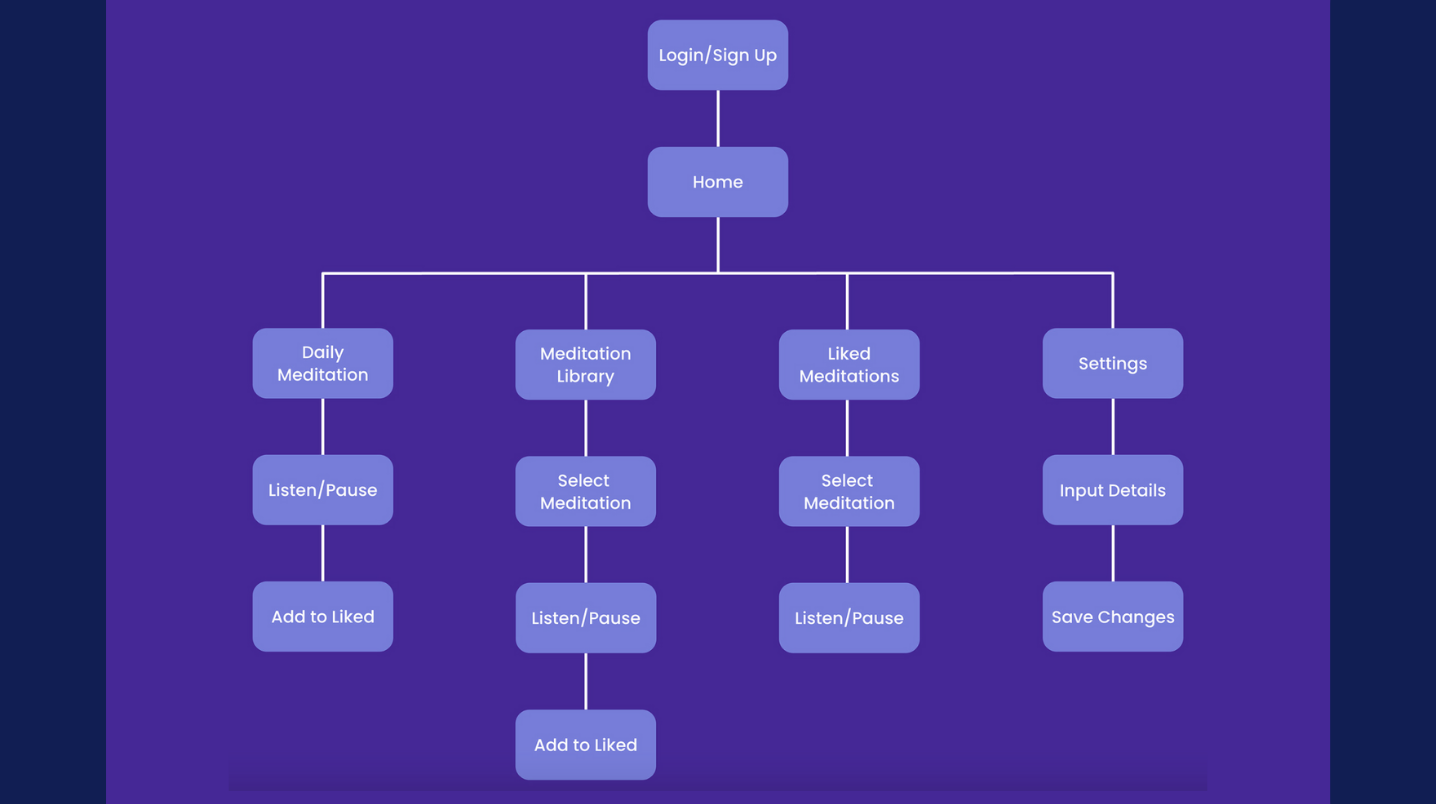 Login/Sign Up
Home
Daily
Meditation
Meditation
Library
Liked
Meditations
Settings
Listen/Pause
Select
Meditation
Select
Meditation
Input Details
Add to Liked
Listen/Pause
Listen/Pause
Save Changes
Add to Liked